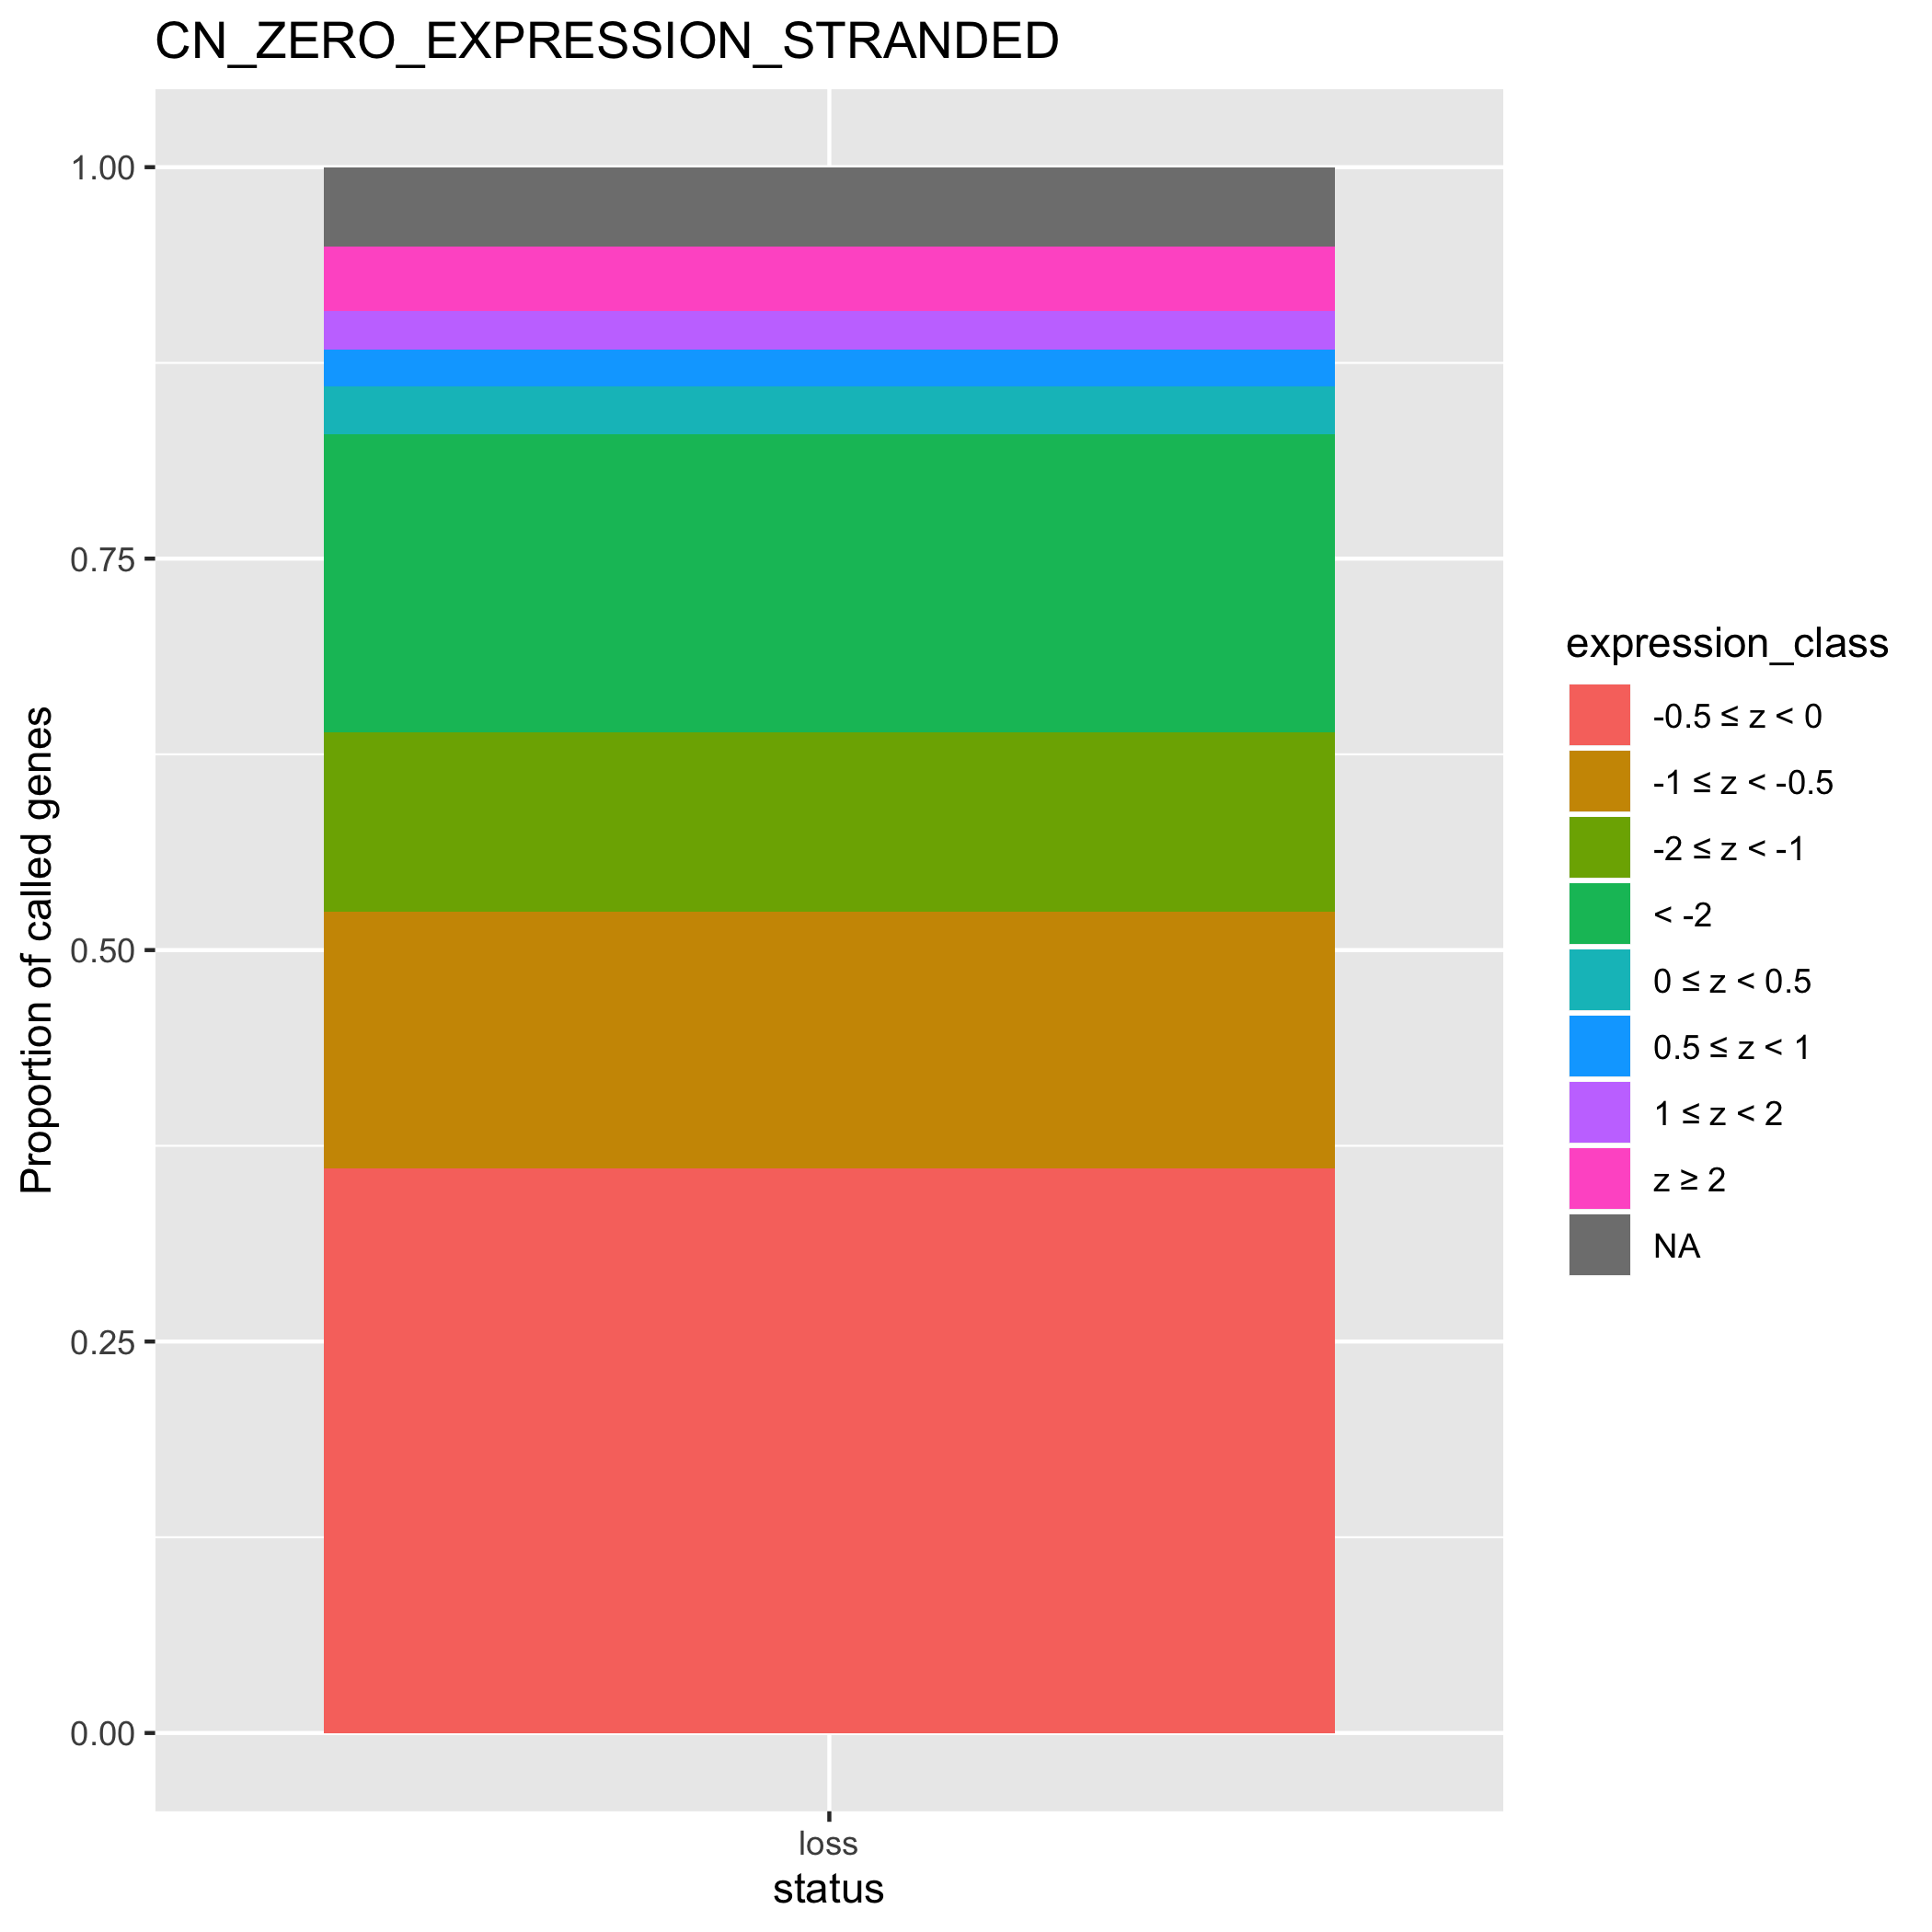 CN_ZERO_EXPRESSION_STRANDED
1.00
0.75
0.50
0.25
0.00
Proportion of called genes
loss
status
expression_class
-0.5 ≤ z < 0
-1 ≤ z < -0.5
-2 ≤ z < -1
< -2
0 ≤ z < 0.5
0.5 ≤ z < 1
1 ≤ z < 2
z ≥ 2
NA